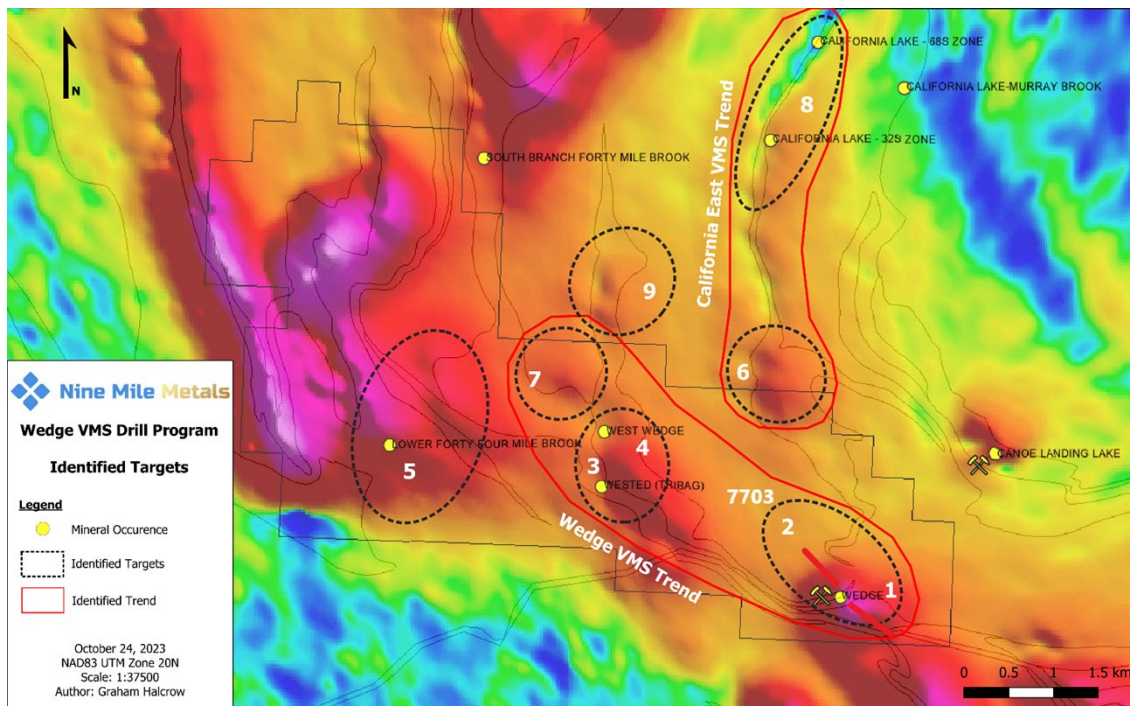 N
CALIFORNIA LAKE - 68S ZONE
CALIFORNIA LAKE-MURRAY BROOK
8
CALIFORNIA LAKE - 32S ZONE
SOUTH BRANCH FORTY MILE BROOK
California East VMS Trend
9
7
6
WEST WEDGE
4
LOWER FORTY FOUR MILE BROOK
5
3
WESTED (TRIBAG)
CANOE LANDING LAKE
7703
2
Wedge VMS Trend
WEDGE
1
Nine Mile Metals
Wedge VMS Drill Program
Identified Targets
Legend
Mineral Occurence
Identified Targets
Identified Trend
October 24, 2023
NAD83 UTM Zone 20N
Scale: 1:37500
Author: Graham Halcrow
0 0.5 1 1.5 km